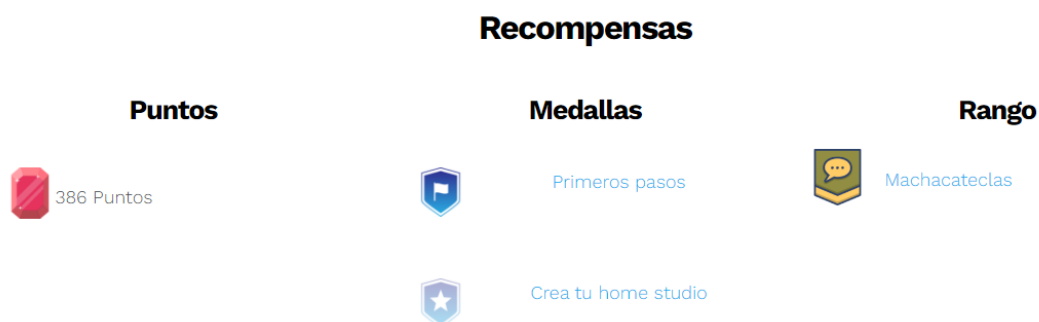 Recompensas
Puntos
Medallas
Rango
386 Puntos
Primeros pasos
Machacateclas
Crea tu home studio